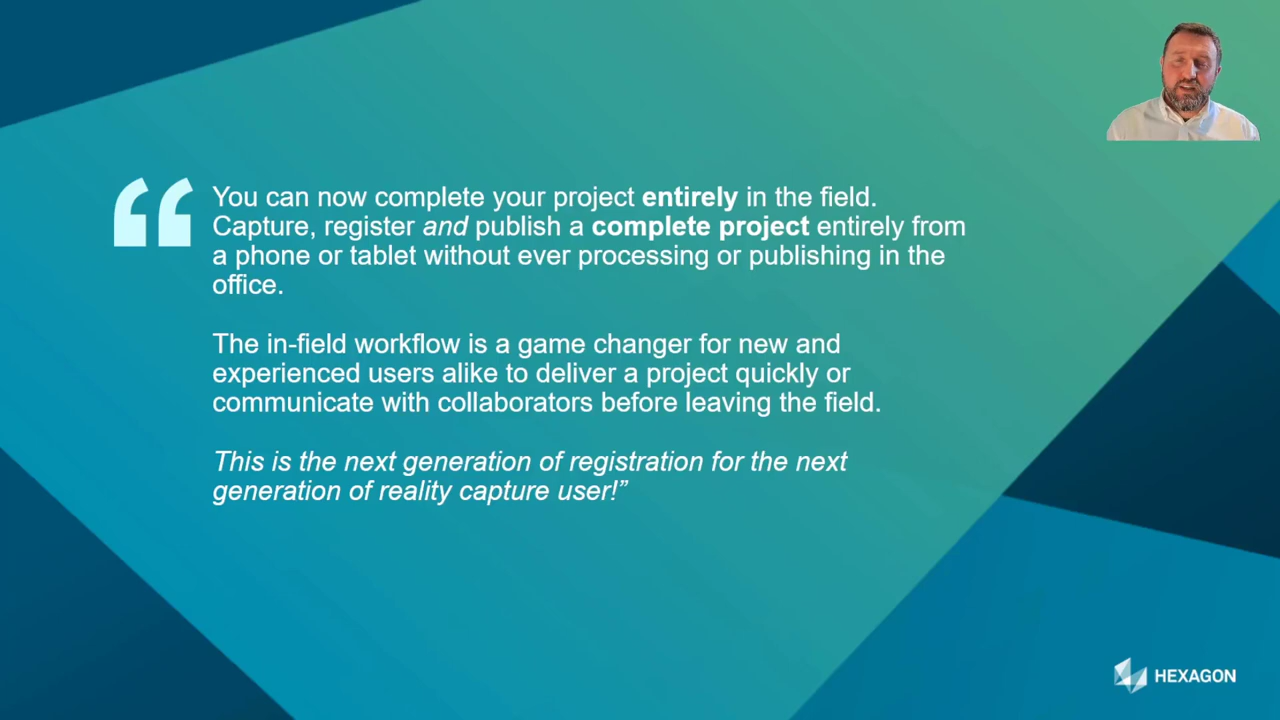 “
You can now complete your project entirely in the field.
Capture, register and publish a complete project entirely from
a phone or tablet without ever processing or publishing in the
office.
The in-field workflow is a game changer for new and
experienced users alike to deliver a project quickly or
communicate with collaborators before leaving the field.
This is the next generation of registration for the next
generation of reality capture user!”
HEXAGON